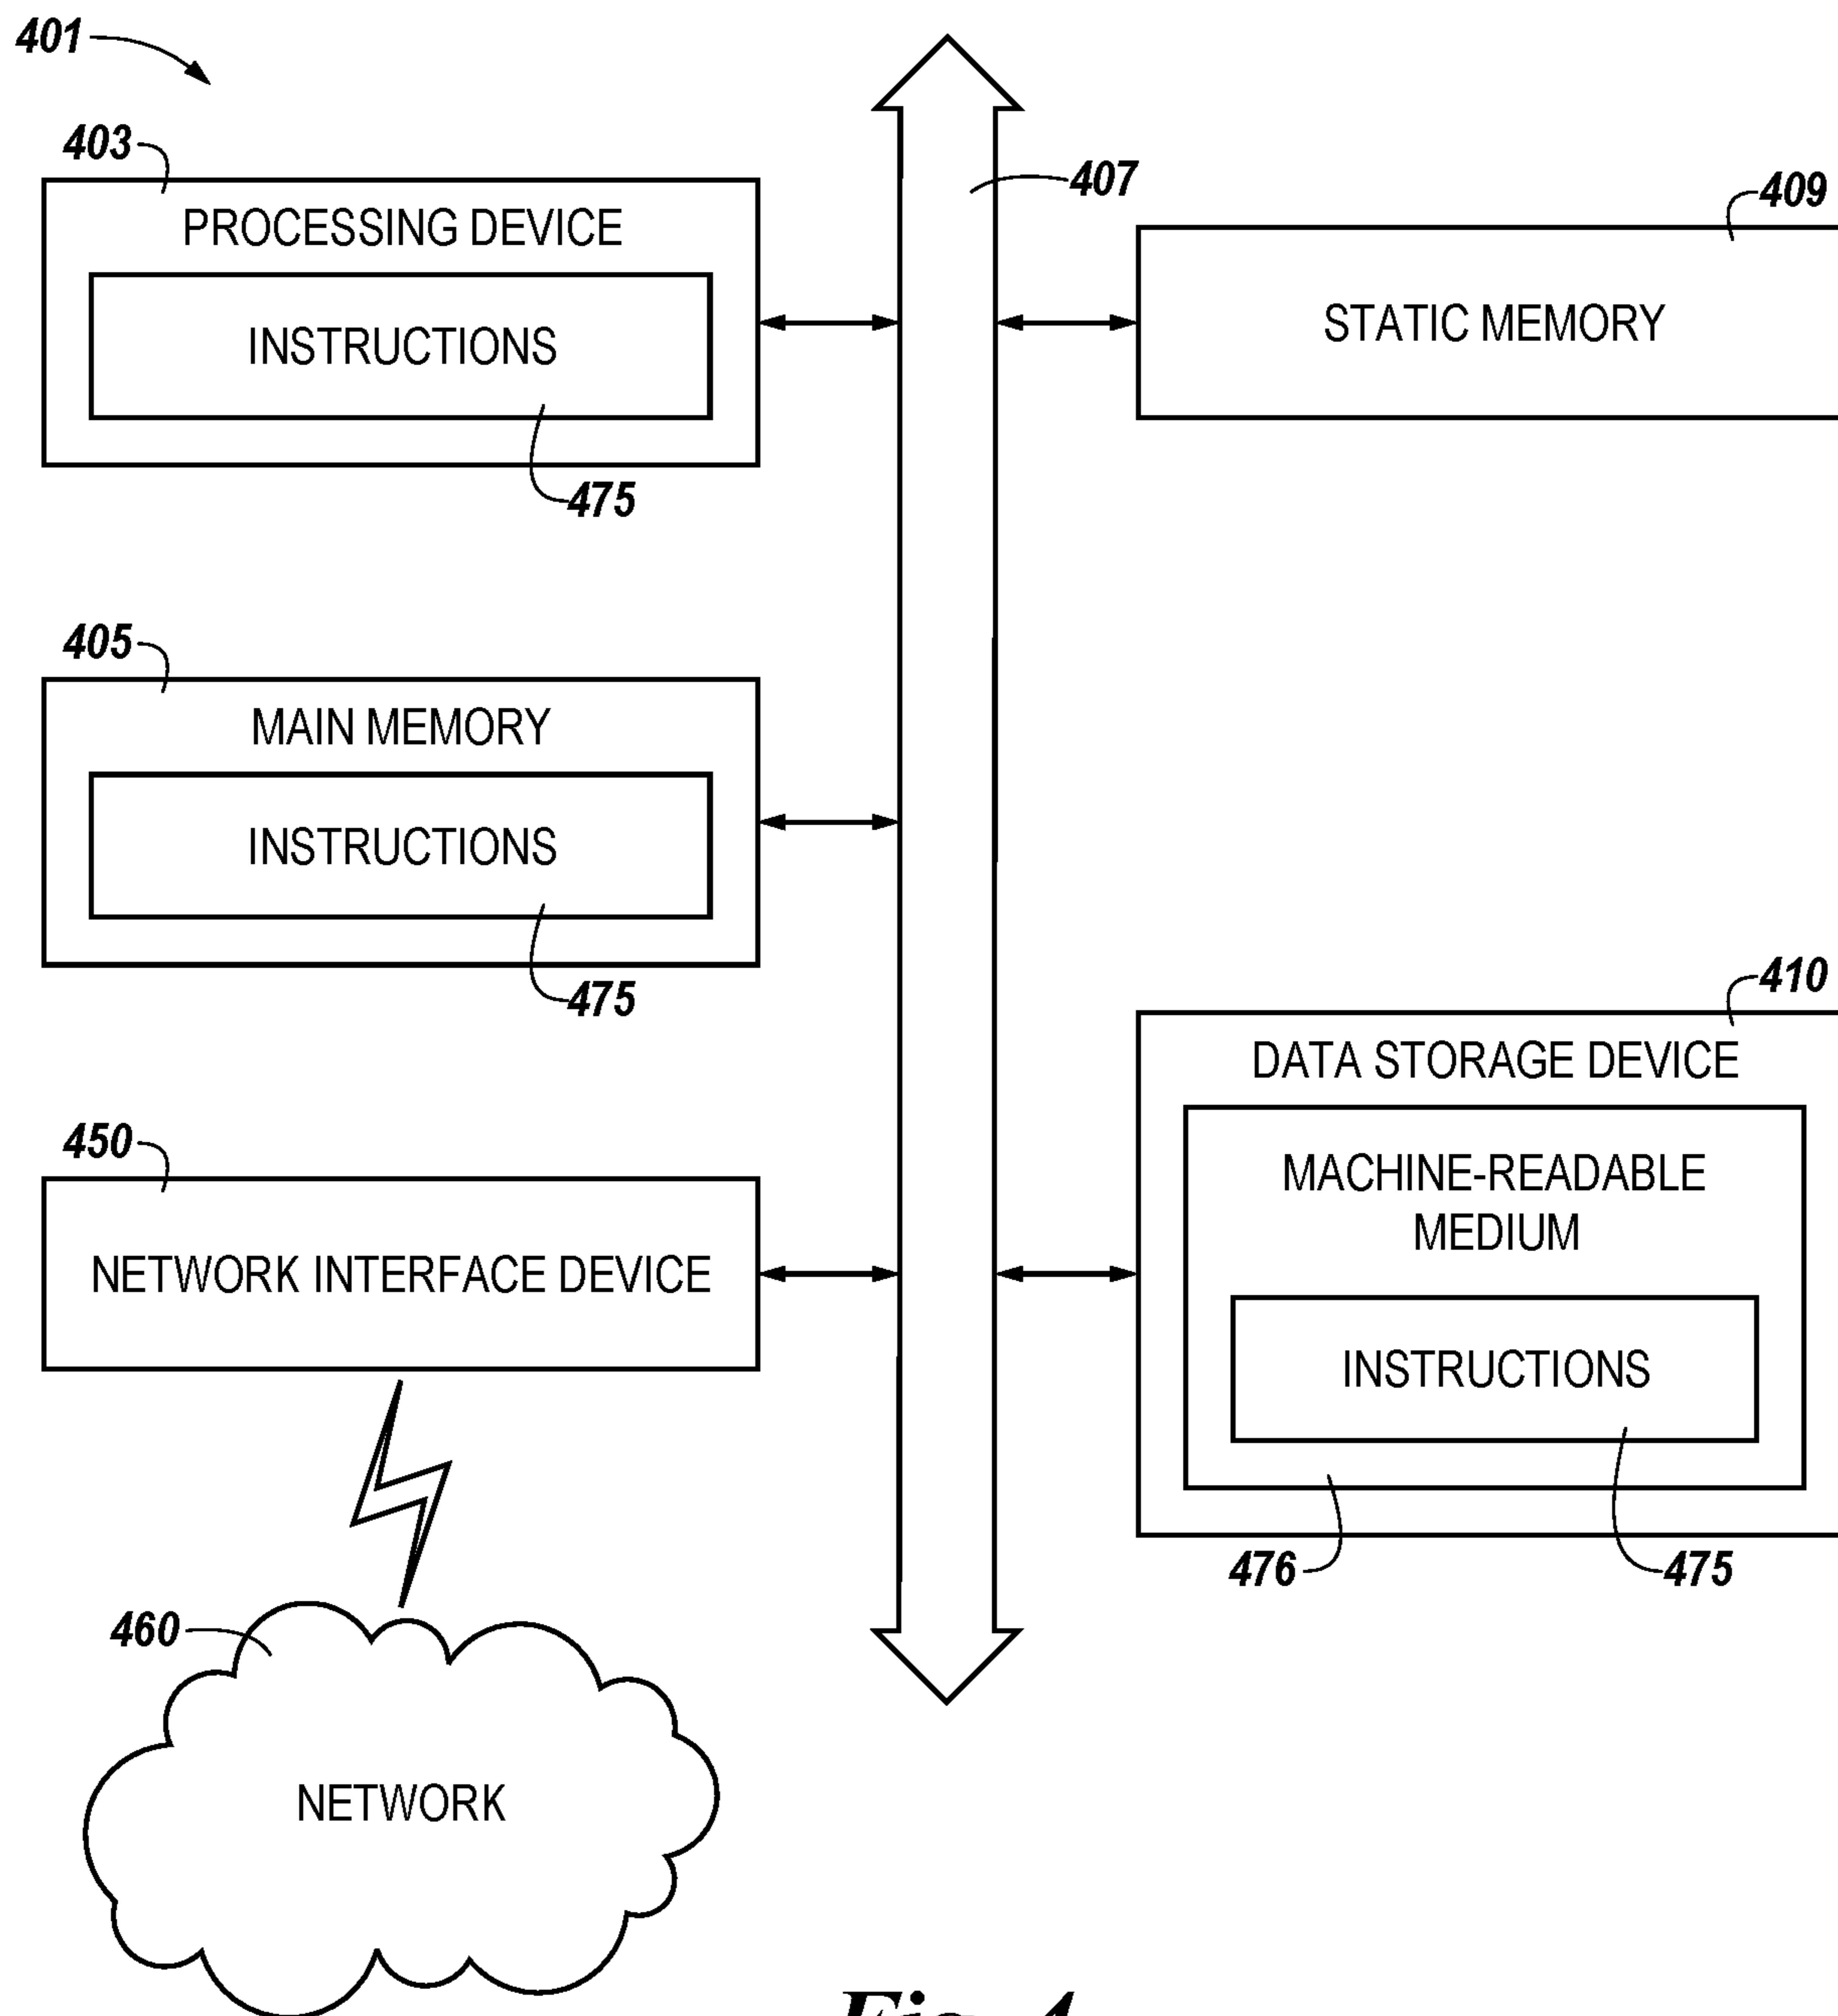 401
403
PROCESSING DEVICE
INSTRUCTIONS
475
407
409
STATIC MEMORY
405
MAIN MEMORY
INSTRUCTIONS
475
410
DATA STORAGE DEVICE
MACHINE-READABLE
MEDIUM
INSTRUCTIONS
476
475
450
NETWORK INTERFACE DEVICE
460
NETWORK